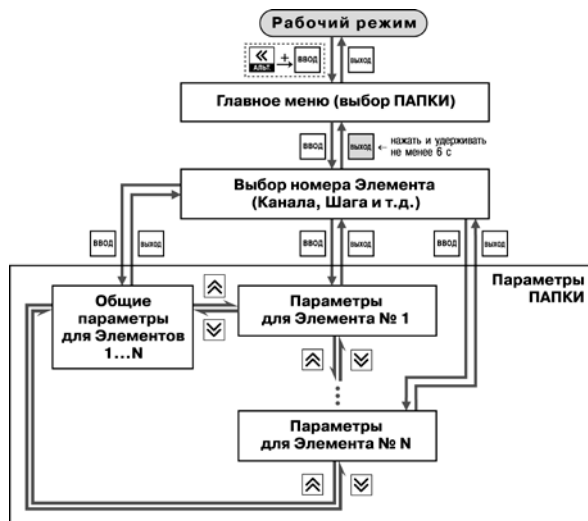 Рабочий режим
АЛЬТ
+
ВВОД
ВЫХОД
Главное меню (выбор ПАПКИ)
ВВОД
ВЫХОД
нажать и удерживать
не менее 6 с
Выбор номера Элемента
(Канала, Шага и т.д.)
ВВОД
ВЫХОД
ВВОД
ВЫХОД
ВВОД
ВЫХОД
Параметры
ПАПКИ
Общие
параметры
для Элементов
1...N
Параметры
для Элемента № 1
Параметры
для Элемента № N